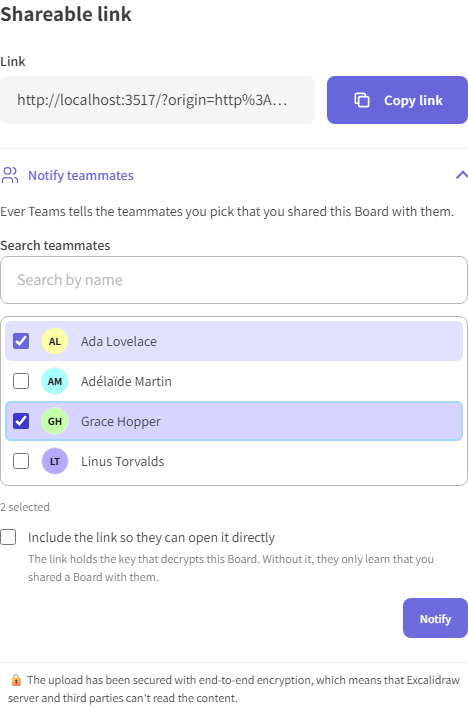 Shareable link
Link
http://localhost:3517/?origin=http%3A...
Copy link
Notify teammates
Ever Teams tells the teammates you pick that you shared this Board with them.
Search teammates
Search by name
AL Ada Lovelace
AM Adélaïde Martin
GH Grace Hopper
LT Linus Torvalds
2 selected
Include the link so they can open it directly
The link holds the key that decrypts this Board. Without it, they only learn that you
shared a Board with them.
Notify
🔒 The upload has been secured with end-to-end encryption, which means that Excalidraw
server and third parties can't read the content.